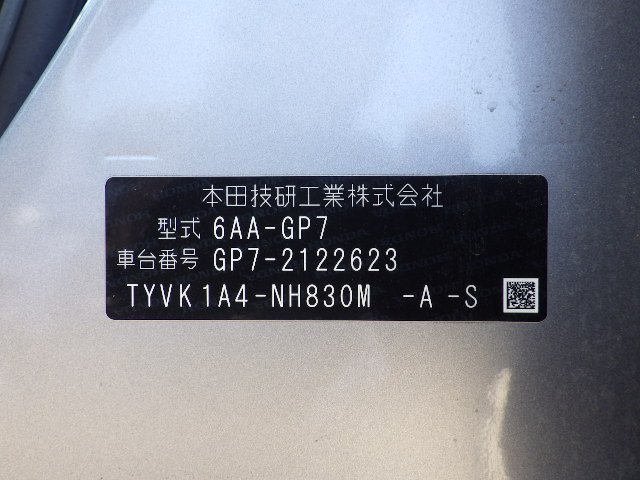 本田技研工業株式会社
型式 6AA-GP7
車台番号 GP7-2122623
TYVK1A4-NH830M -A -S